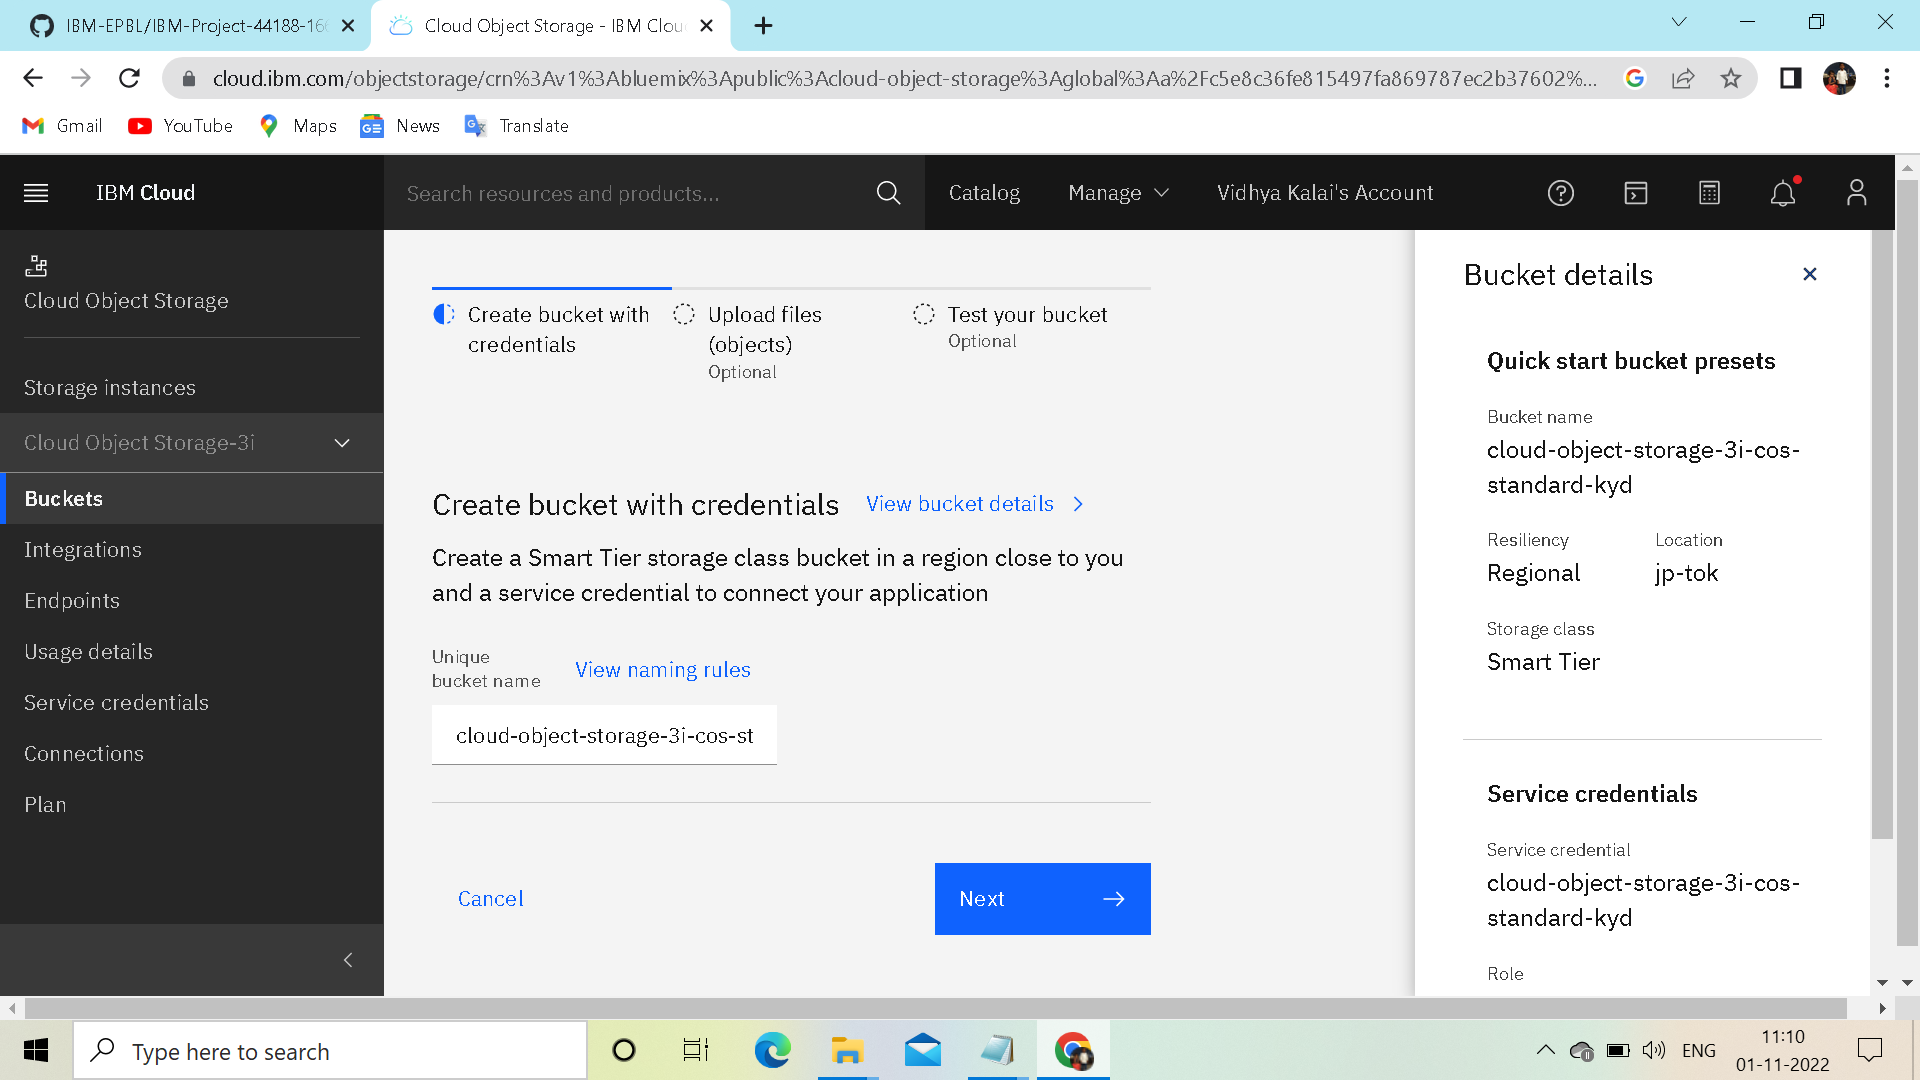 IBM-EPBL/IBM-Project-44188-16
Cloud Object Storage - IBM Clou
cloud.ibm.com/objectstorage/crn%3Av1%3Abluemix%3Apublic%3Acloud-object-storage%3Aglobal%3Aa%2Fc5e8c36fe815497fa869787ec2b37602%...
Gmail
YouTube
Maps
News
Translate
IBM Cloud
Search resources and products...
Catalog
Manage
Vidhya Kalai's Account
Cloud Object Storage
Storage instances
Cloud Object Storage-3i
Buckets
Integrations
Endpoints
Usage details
Service credentials
Connections
Plan
Create bucket with
credentials
Upload files
(objects)
Optional
Test your bucket
Optional
Create bucket with credentials
View bucket details
Create a Smart Tier storage class bucket in a region close to you
and a service credential to connect your application
Unique
bucket name
View naming rules
cloud-object-storage-3i-cos-st
Cancel
Next
Bucket details
Quick start bucket presets
Bucket name
cloud-object-storage-3i-cos-
standard-kyd
Resiliency
Location
Regional
jp-tok
Storage class
Smart Tier
Service credentials
Service credential
cloud-object-storage-3i-cos-
standard-kyd
Role
Type here to search
ENG
11:10
01-11-2022